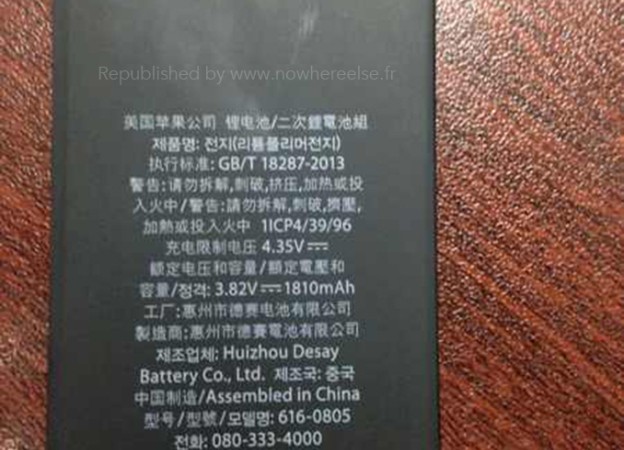 Republished by www.nowhereelse.fr
美国苹果公司 锂电池/二次鋰電池組
제품명: 전지(리튬폴리머전지)
执行标准: GB/T 18287-2013
警告:请勿拆解,刺破,挤压,加热或投
入火中/警告:請勿拆解,刺破,擠壓,
加熱或投入火中 1ICP4/39/96
充电限制电压 4.35V⎓
额定电压和容量/額定電壓和
容量/정격: 3.82V⎓1810mAh
工厂:惠州市德赛电池有限公司
製造商:惠州市德賽電池有限公司
제조업체: Huizhou Desay
Battery Co., Ltd. 제조국: 중국
中国制造/Assembled in China
型号/型號/모델명: 616-0805
전화: 080-333-4000